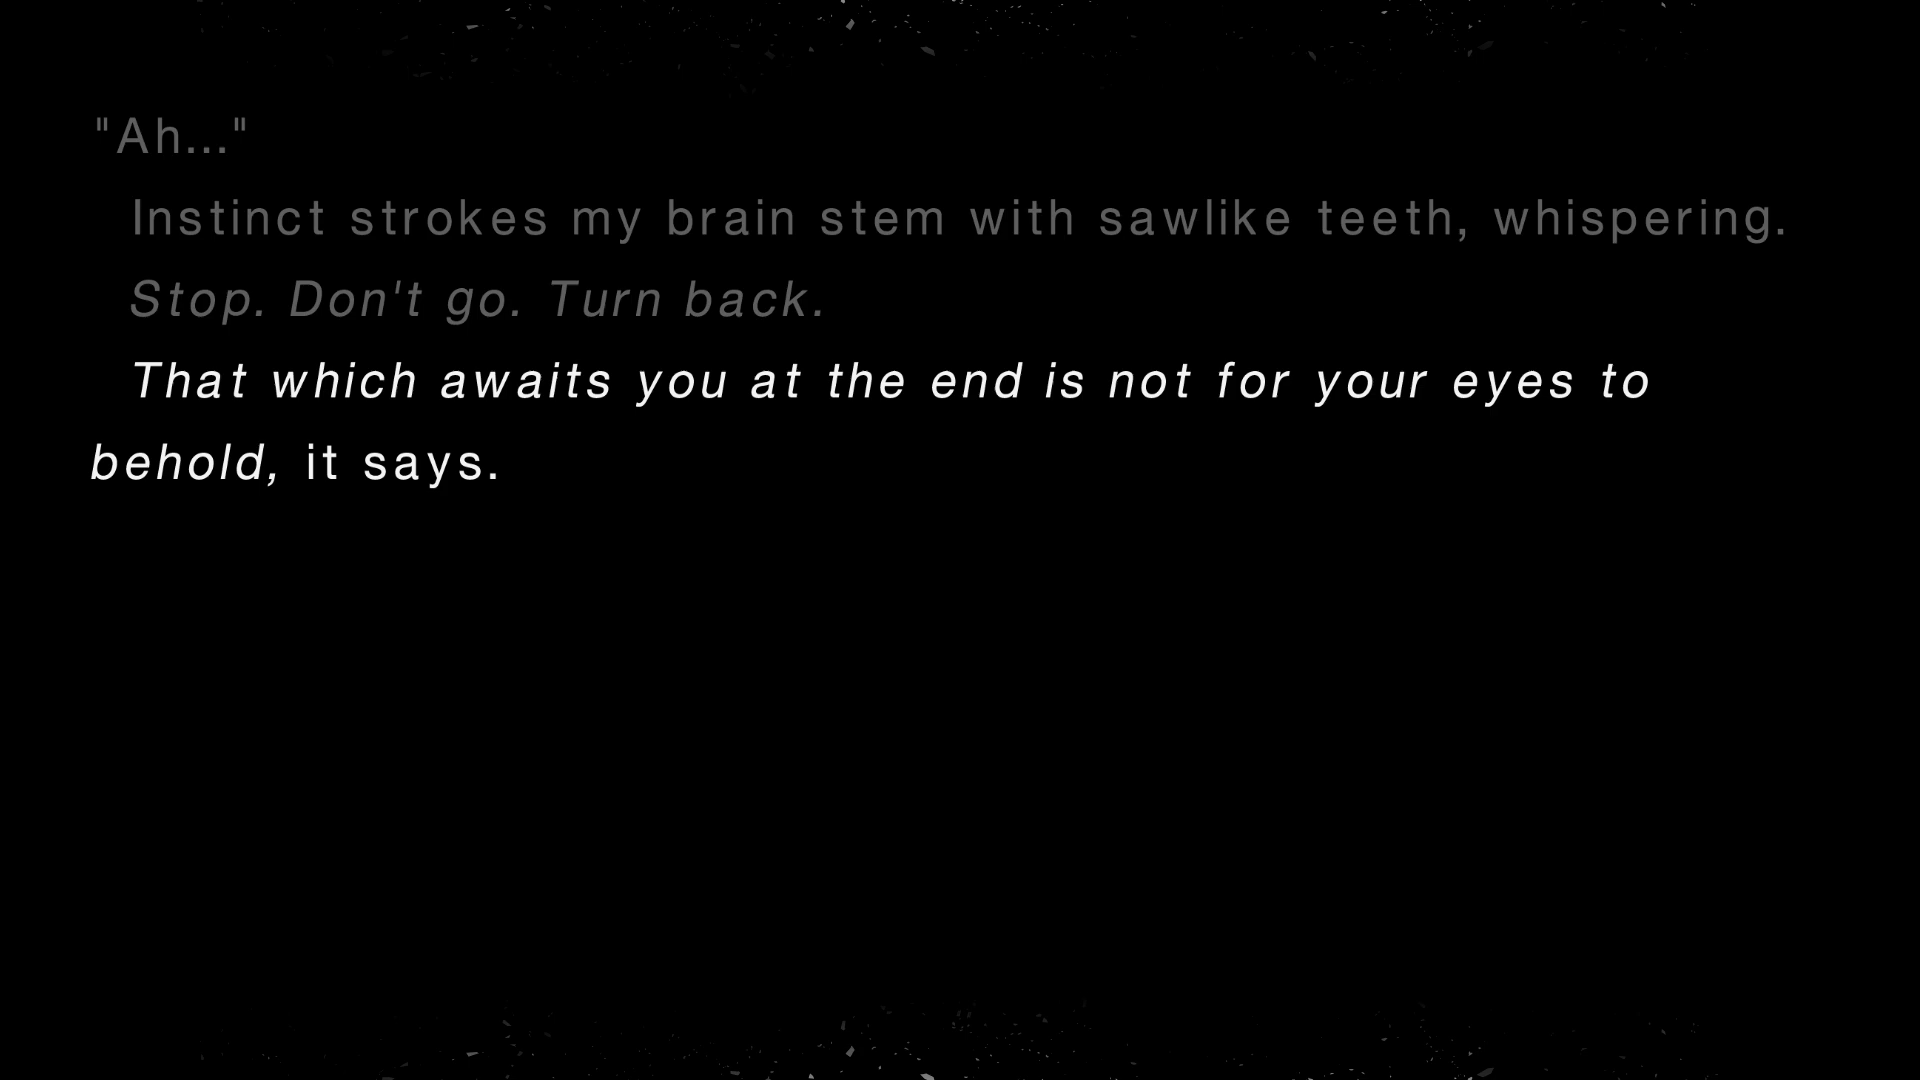 "Ah..."
Instinct strokes my brain stem with sawlike teeth, whispering.
Stop. Don't go. Turn back.
That which awaits you at the end is not for your eyes to
behold, it says.